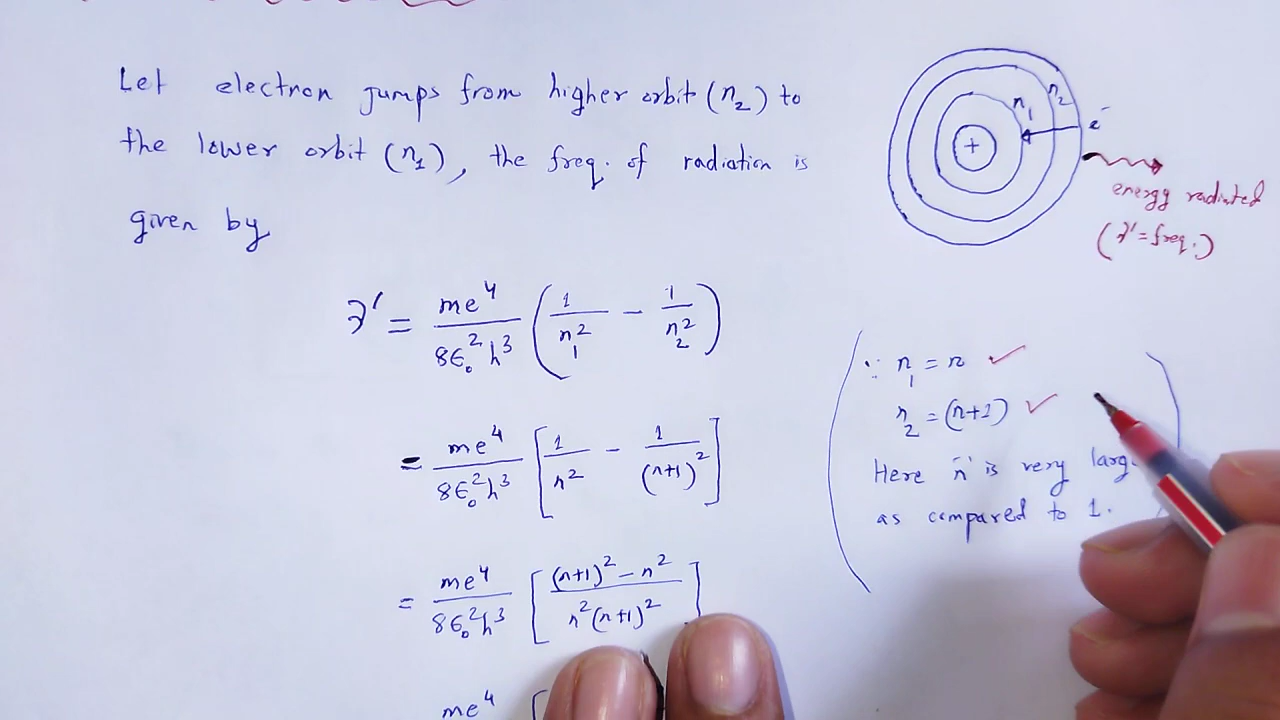 Let electron jumps from higher orbit (n₂) to
the lower orbit (n₁), the freq. of radiation is
given by
ν' = me⁴/8ϵ₀²h³ (1/n₁² − 1/n₂²)
= me⁴/8ϵ₀²h³ [1/n² − 1/(n+1)²]
= me⁴/8ϵ₀²h³ [(n+1)² − n²/n²(n+1)²]
me⁴ [
n₁ n₂
+
e⁻
energy radiated
(ν' = freq.)
∵ n₁ = n ✓
n₂ = (n+1) ✓
Here 'n' is very
as compared to 1.